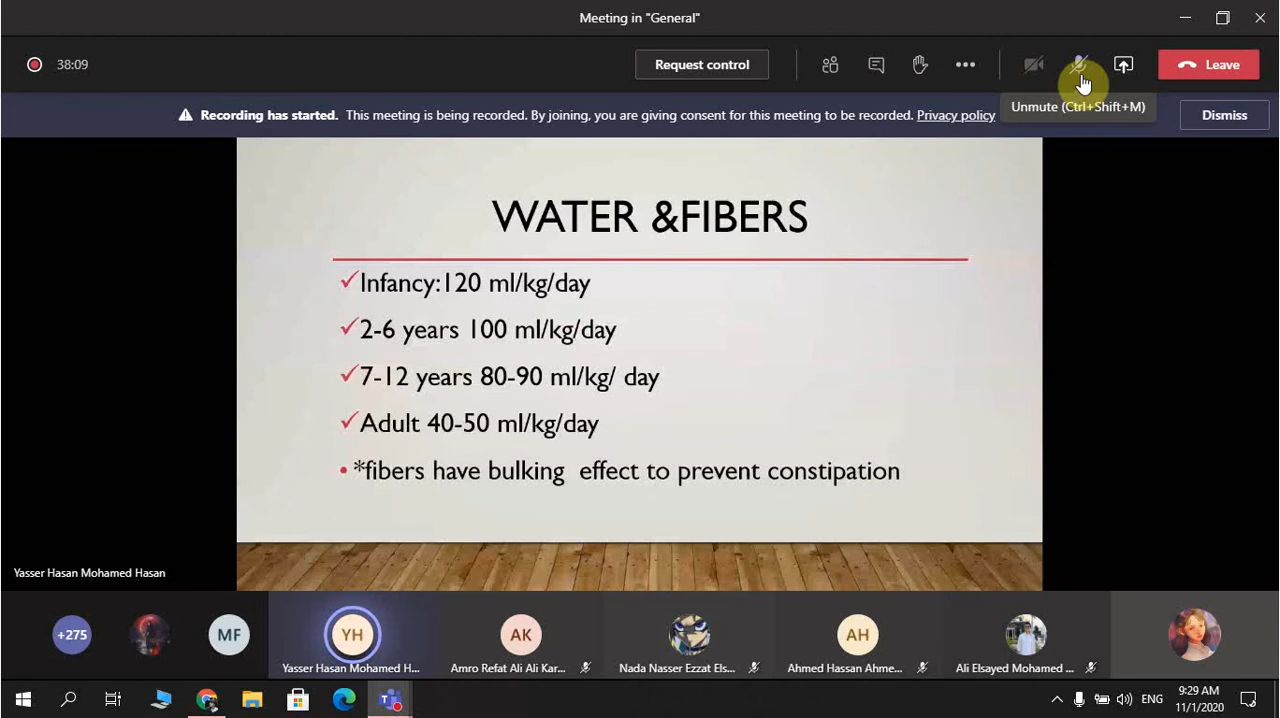 Meeting in "General"
38:09
Request control
Leave
Recording has started. This meeting is being recorded. By joining, you are giving consent for this meeting to be recorded. Privacy policy
Unmute (Ctrl+Shift+M)
Dismiss
WATER &FIBERS
Infancy:120 ml/kg/day
2-6 years 100 ml/kg/day
7-12 years 80-90 ml/kg/ day
Adult 40-50 ml/kg/day
*fibers have bulking effect to prevent constipation
Yasser Hasan Mohamed Hasan
+275
MF
YH
AK
AH
Yasser Hasan Mohamed H...
Amro Refat Ali Ali Kar...
Nada Nasser Ezzat Els...
Ahmed Hassan Ahme...
Ali Elsayed Mohamed ...
ENG
9:29 AM
11/1/2020